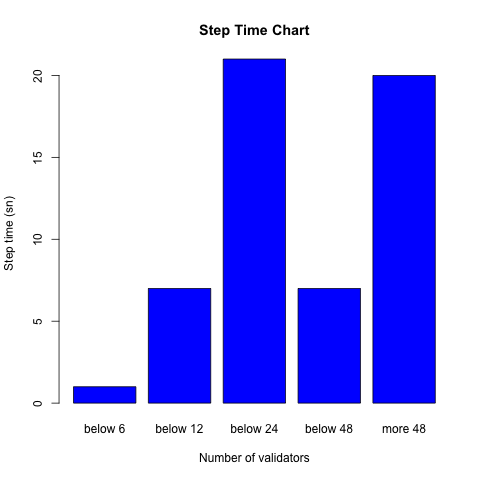 Step Time Chart
Step time (sn)
20
15
10
5
0
below 6 below 12 below 24 below 48 more 48
Number of validators